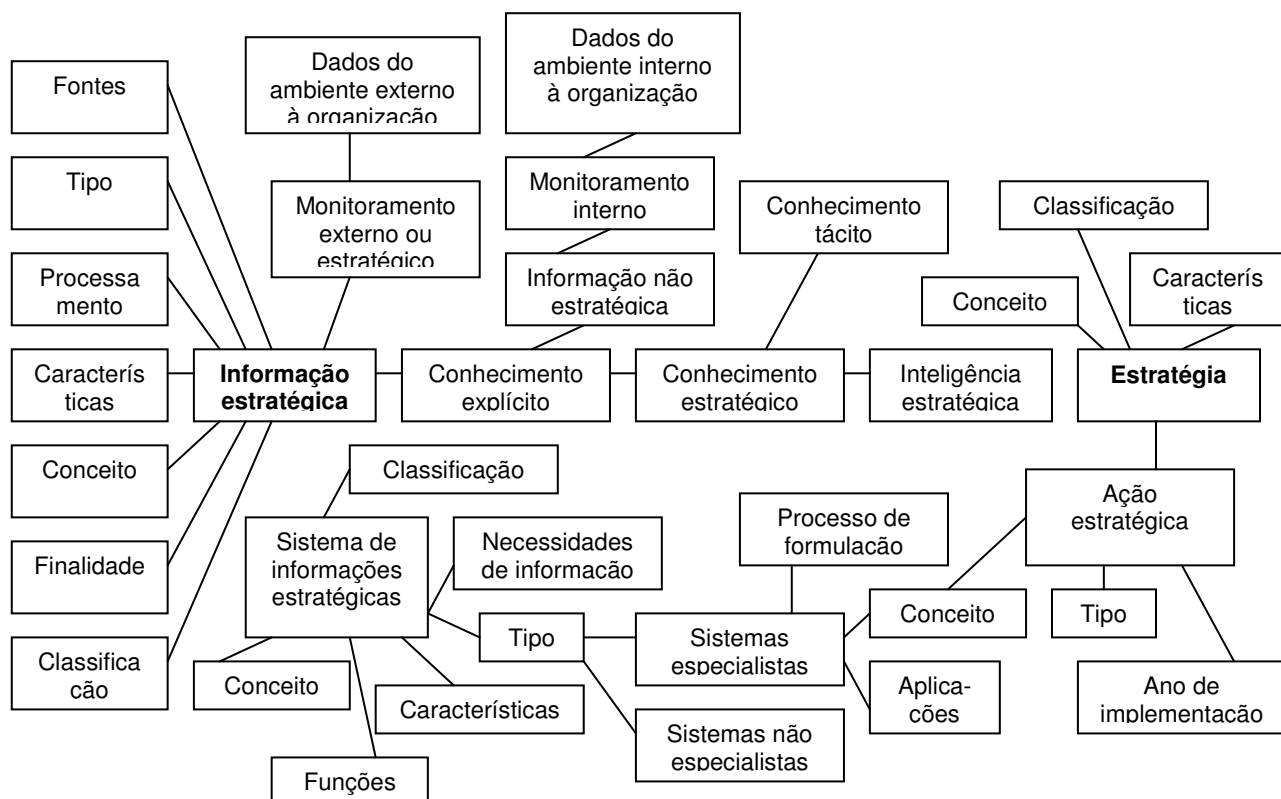 Dados do
ambiente interno
à organização
Dados do
ambiente externo
à organização
Fontes
Tipo
Monitoramento
externo ou
estratégico
Monitoramento
interno
Conhecimento
tácito
Classificação
Processa
mento
Informação não
estratégica
Conceito
Caracterís
ticas
Caracterís
ticas
Informação
estratégica
Conhecimento
explícito
Conhecimento
estratégico
Inteligência
estratégica
Estratégia
Conceito
Classificação
Ação
estratégica
Processo de
formulação
Necessidades
de informação
Sistema de
informações
estratégicas
Finalidade
Tipo
Sistemas
especialistas
Conceito
Tipo
Classifica
ção
Conceito
Características
Aplica-
ções
Ano de
implementação
Sistemas não
especialistas
Funções